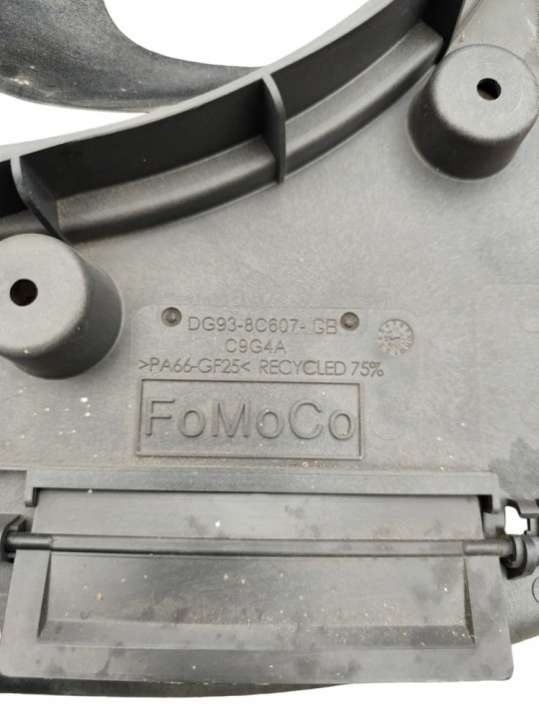 DG93-8C607-GB
C9G4A
>PA66-GF25< RECYCLED 75%
FoMoCo